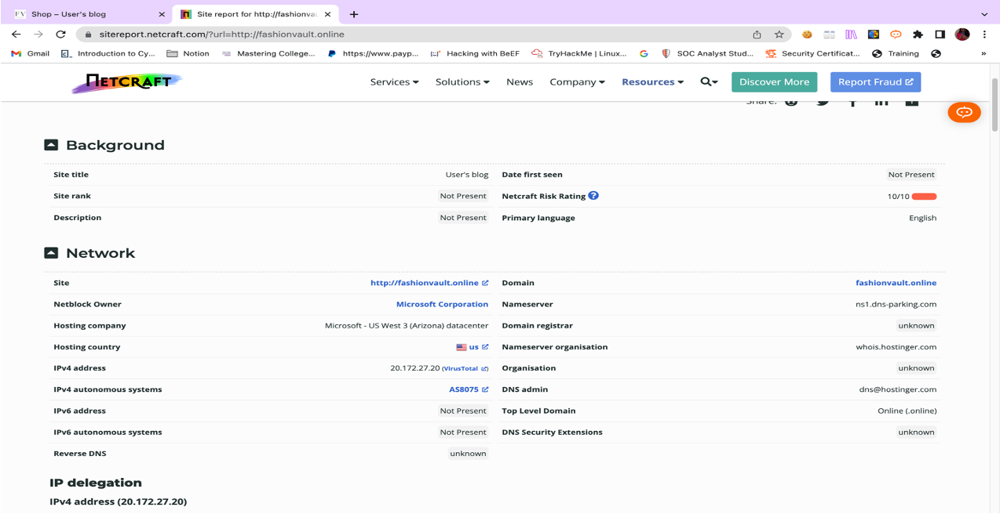 FV Shop – User's blog
Site report for http://fashionvau
sitereport.netcraft.com/?url=http://fashionvault.online
Gmail Introduction to Cy... Notion Mastering College... https://www.payp... Hacking with BeEF TryHackMe | Linux... SOC Analyst Stud... Security Certificat... Training »
NETCRAFT Services Solutions News Company Resources Discover More Report Fraud
Share:
Background
Site title User's blog Date first seen Not Present
Site rank Not Present Netcraft Risk Rating ? 10/10
Description Not Present Primary language English
Network
Site http://fashionvault.online Domain fashionvault.online
Netblock Owner Microsoft Corporation Nameserver ns1.dns-parking.com
Hosting company Microsoft - US West 3 (Arizona) datacenter Domain registrar unknown
Hosting country us Nameserver organisation whois.hostinger.com
IPv4 address 20.172.27.20 (VirusTotal) Organisation unknown
IPv4 autonomous systems AS8075 DNS admin dns@hostinger.com
IPv6 address Not Present Top Level Domain Online (.online)
IPv6 autonomous systems Not Present DNS Security Extensions unknown
Reverse DNS unknown
IP delegation
IPv4 address (20.172.27.20)